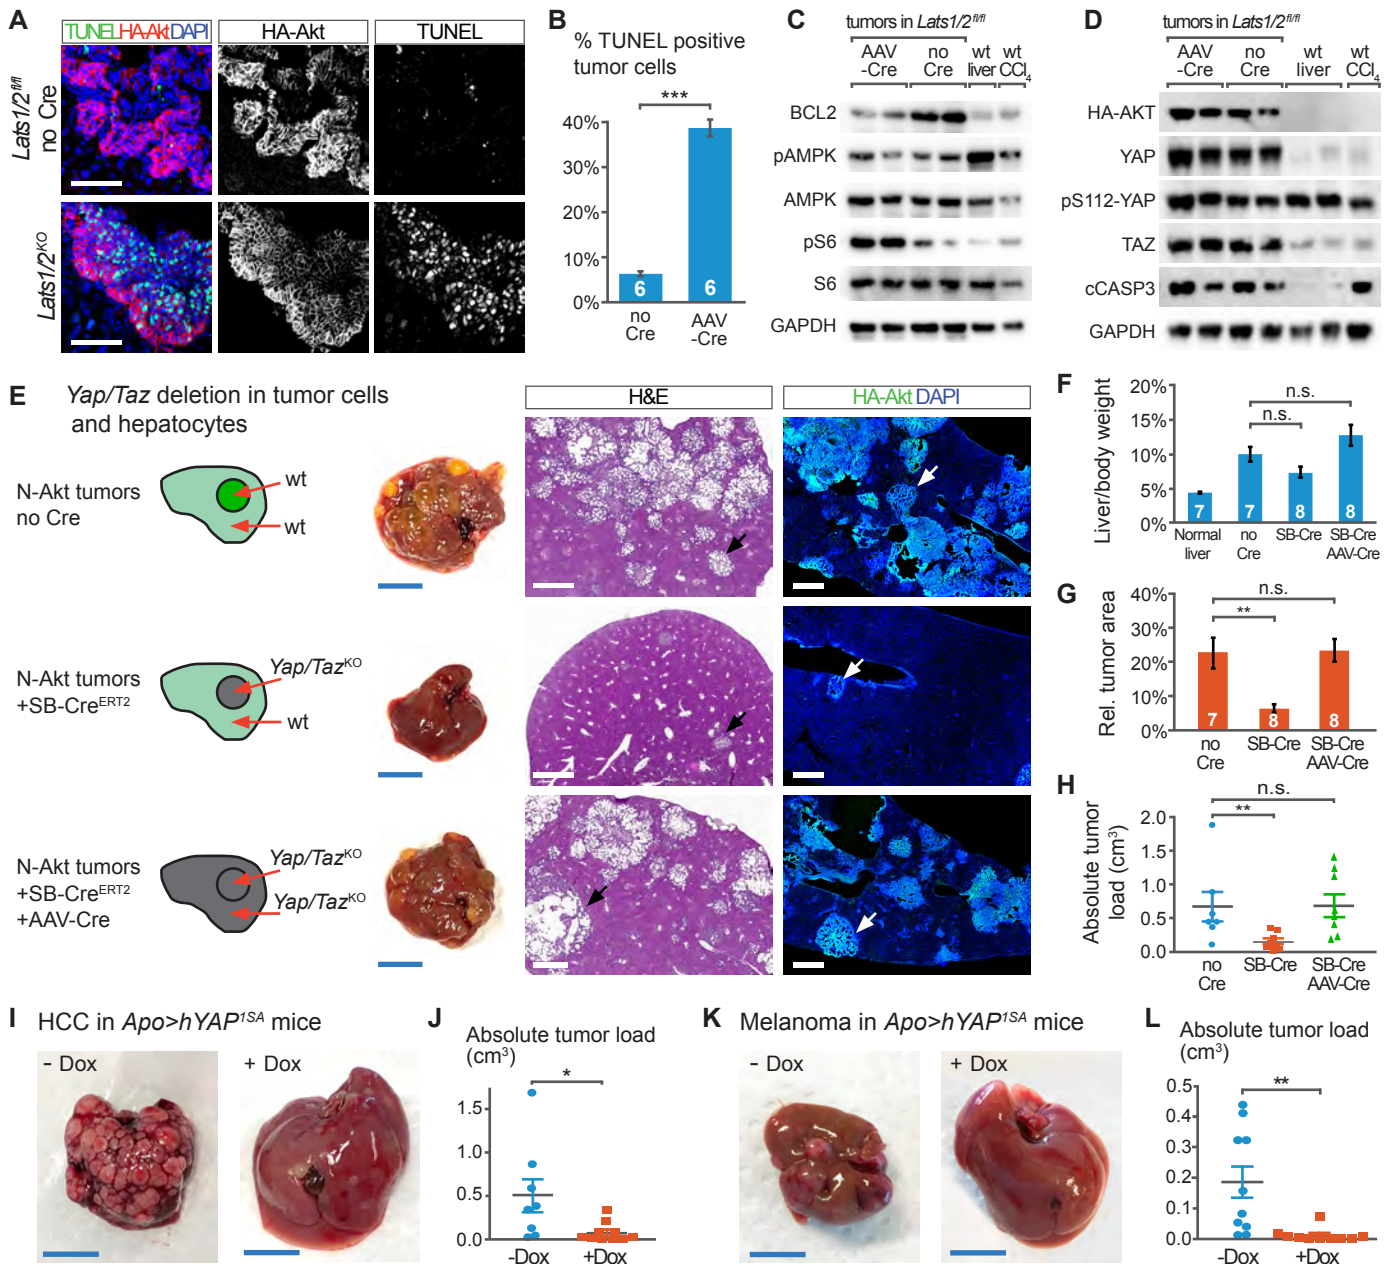 A
TUNEL HA-Akt DAPI
HA-Akt
TUNEL
Lats1/2fl/fl
no Cre
Lats1/2KO
B
% TUNEL positive
tumor cells
***
40%
30%
20%
10%
0%
6
6
no
Cre
AAV
-Cre
C
tumors in Lats1/2fl/fl
AAV
-Cre
no
Cre
wt
liver
wt
CCl4
BCL2
pAMPK
AMPK
pS6
S6
GAPDH
D
tumors in Lats1/2fl/fl
AAV
-Cre
no
Cre
wt
liver
wt
CCl4
HA-AKT
YAP
pS112-YAP
TAZ
cCASP3
GAPDH
E
Yap/Taz deletion in tumor cells
and hepatocytes
H&E
HA-Akt DAPI
N-Akt tumors
no Cre
wt
wt
N-Akt tumors
+SB-CreERT2
Yap/TazKO
wt
N-Akt tumors
+SB-CreERT2
+AAV-Cre
Yap/TazKO
Yap/TazKO
F
Liver/body weight
20%
15%
10%
5%
0%
n.s.
n.s.
7
7
8
8
Normal
liver
no
Cre
SB-Cre
SB-Cre
AAV-Cre
G
Rel. tumor area
40%
30%
20%
10%
0%
n.s.
**
7
8
8
no
Cre
SB-Cre
SB-Cre
AAV-Cre
H
Absolute tumor
load (cm3)
2.0
1.5
1.0
0.5
0.0
n.s.
**
no
Cre
SB-Cre
SB-Cre
AAV-Cre
I
HCC in Apo>hYAP1SA mice
- Dox
+ Dox
J
Absolute tumor load
(cm3)
*
1.5
1.0
0.5
0.0
-Dox
+Dox
K
Melanoma in Apo>hYAP1SA mice
- Dox
+ Dox
L
Absolute tumor load
(cm3)
**
0.5
0.4
0.3
0.2
0.1
0.0
-Dox
+Dox